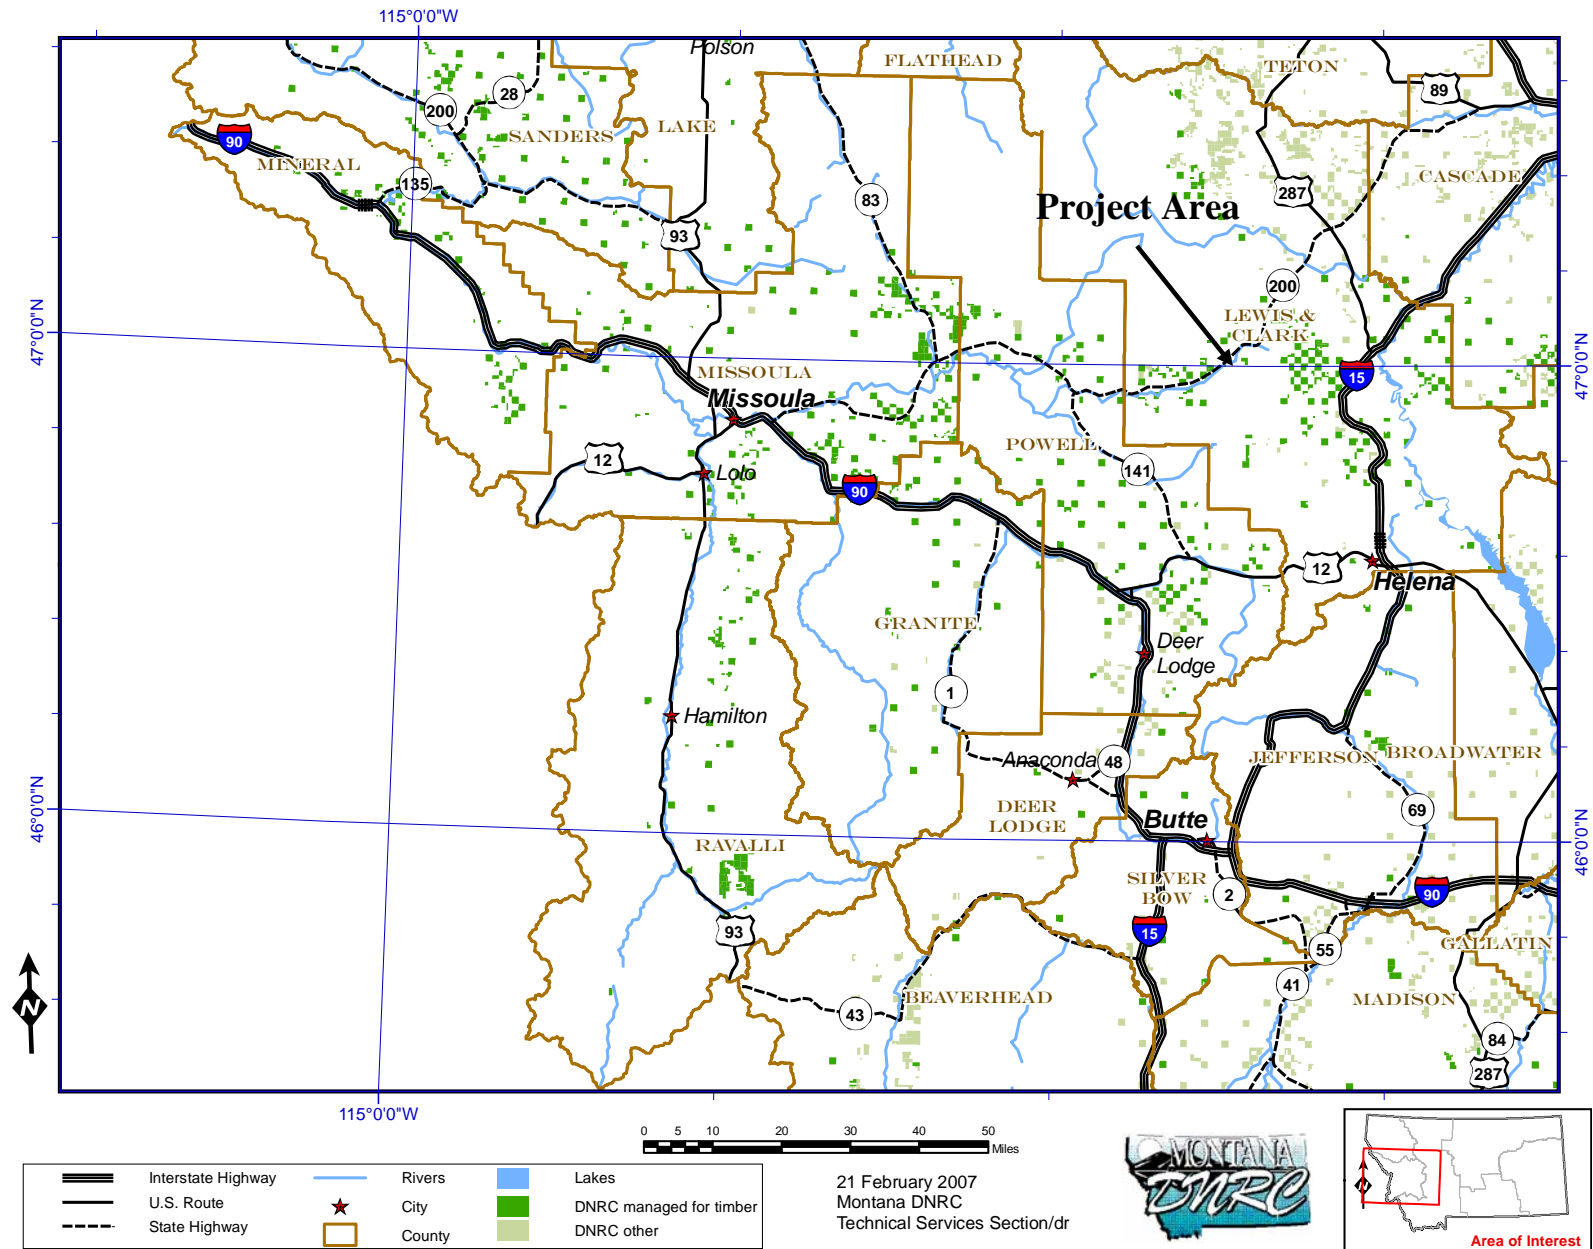 115°0'0"W
Polson
FLATHEAD
TETON
89
28
200
SANDERS
LAKE
90
MINERAL
135
CASCADE
287
83
Project Area
93
200
LEWIS &
CLARK
47°0'0"N
47°0'0"N
15
MISSOULA
Missoula
POWELL
12
Lolo
141
90
12
Helena
GRANITE
Deer
Lodge
1
Hamilton
JEFFERSON
BROADWATER
Anaconda
48
DEER
LODGE
69
46°0'0"N
Butte
46°0'0"N
RAVALLI
SILVER
BOW
2
90
93
15
55
GALLATIN
41
BEAVERHEAD
MADISON
43
84
287
N
115°0'0"W
0 5 10 20 30 40 50
Miles
Interstate Highway
U.S. Route
State Highway
Rivers
City
County
Lakes
DNRC managed for timber
DNRC other
21 February 2007
Montana DNRC
Technical Services Section/dr
MONTANA
DNRC
N
Area of Interest